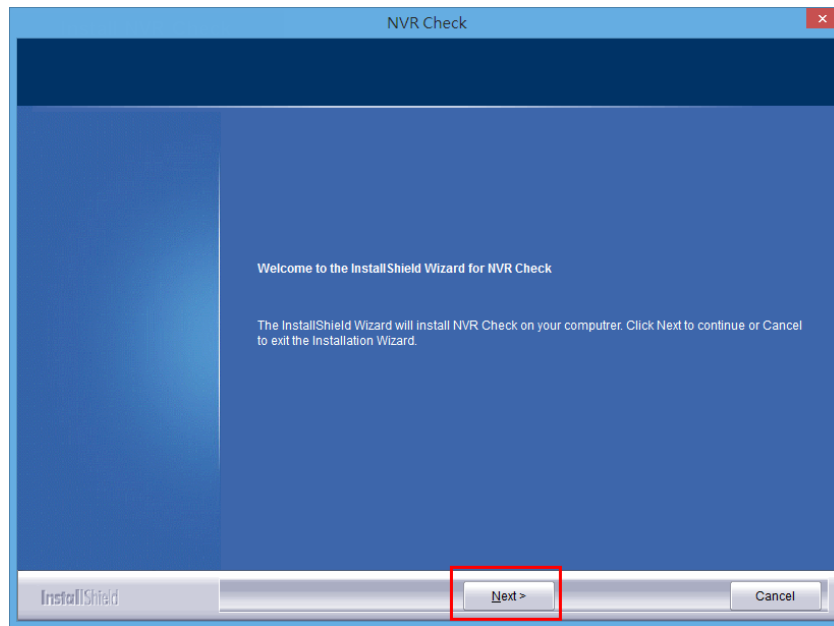 NVR Check
Welcome to the InstallShield Wizard for NVR Check
The InstallShield Wizard will install NVR Check on your computrer. Click Next to continue or Cancel
to exit the Installation Wizard.
InstallShield
Next >
Cancel